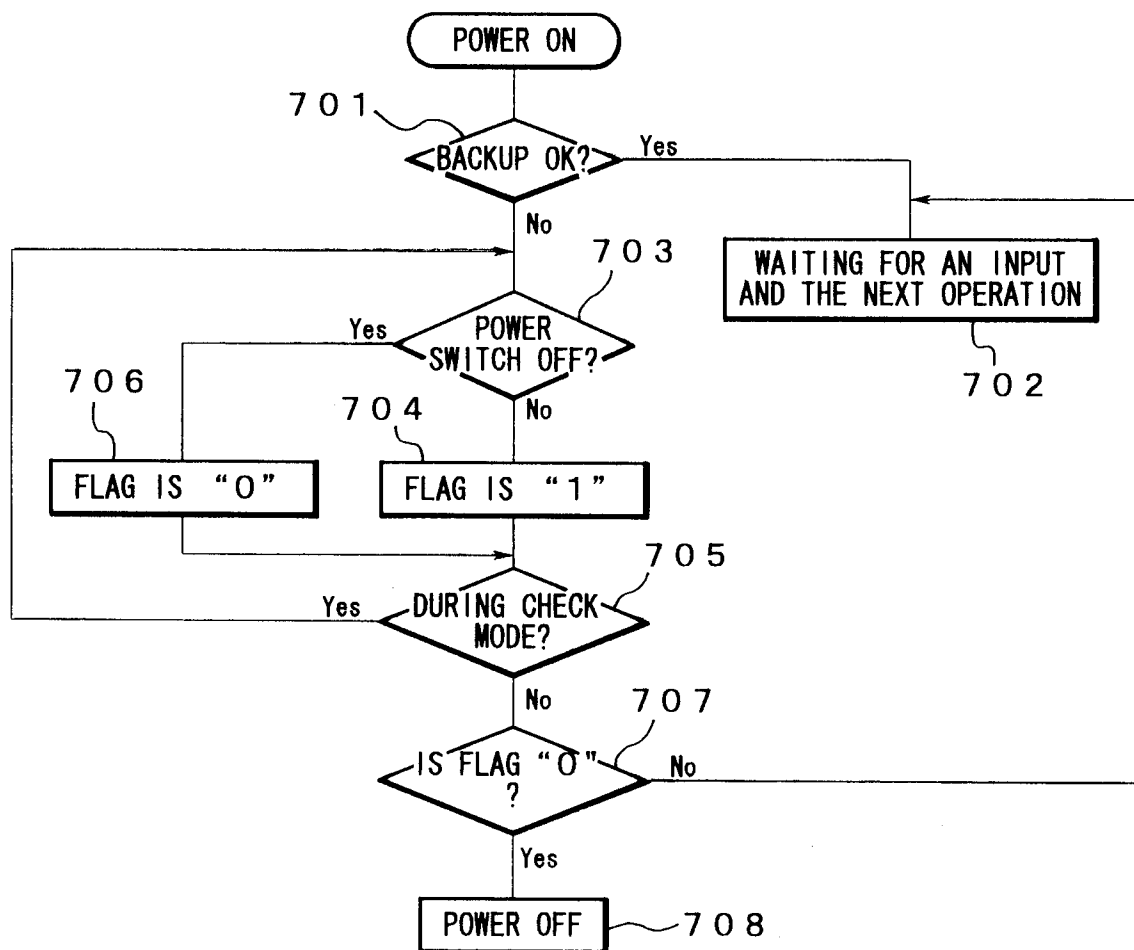 POWER ON
701
BACKUP OK?
Yes
No
703
WAITING FOR AN INPUT
AND THE NEXT OPERATION
702
Yes
POWER
SWITCH OFF?
No
706
704
FLAG IS “0”
FLAG IS “1”
705
Yes
DURING CHECK
MODE?
No
707
IS FLAG “0”
?
No
Yes
POWER OFF
708